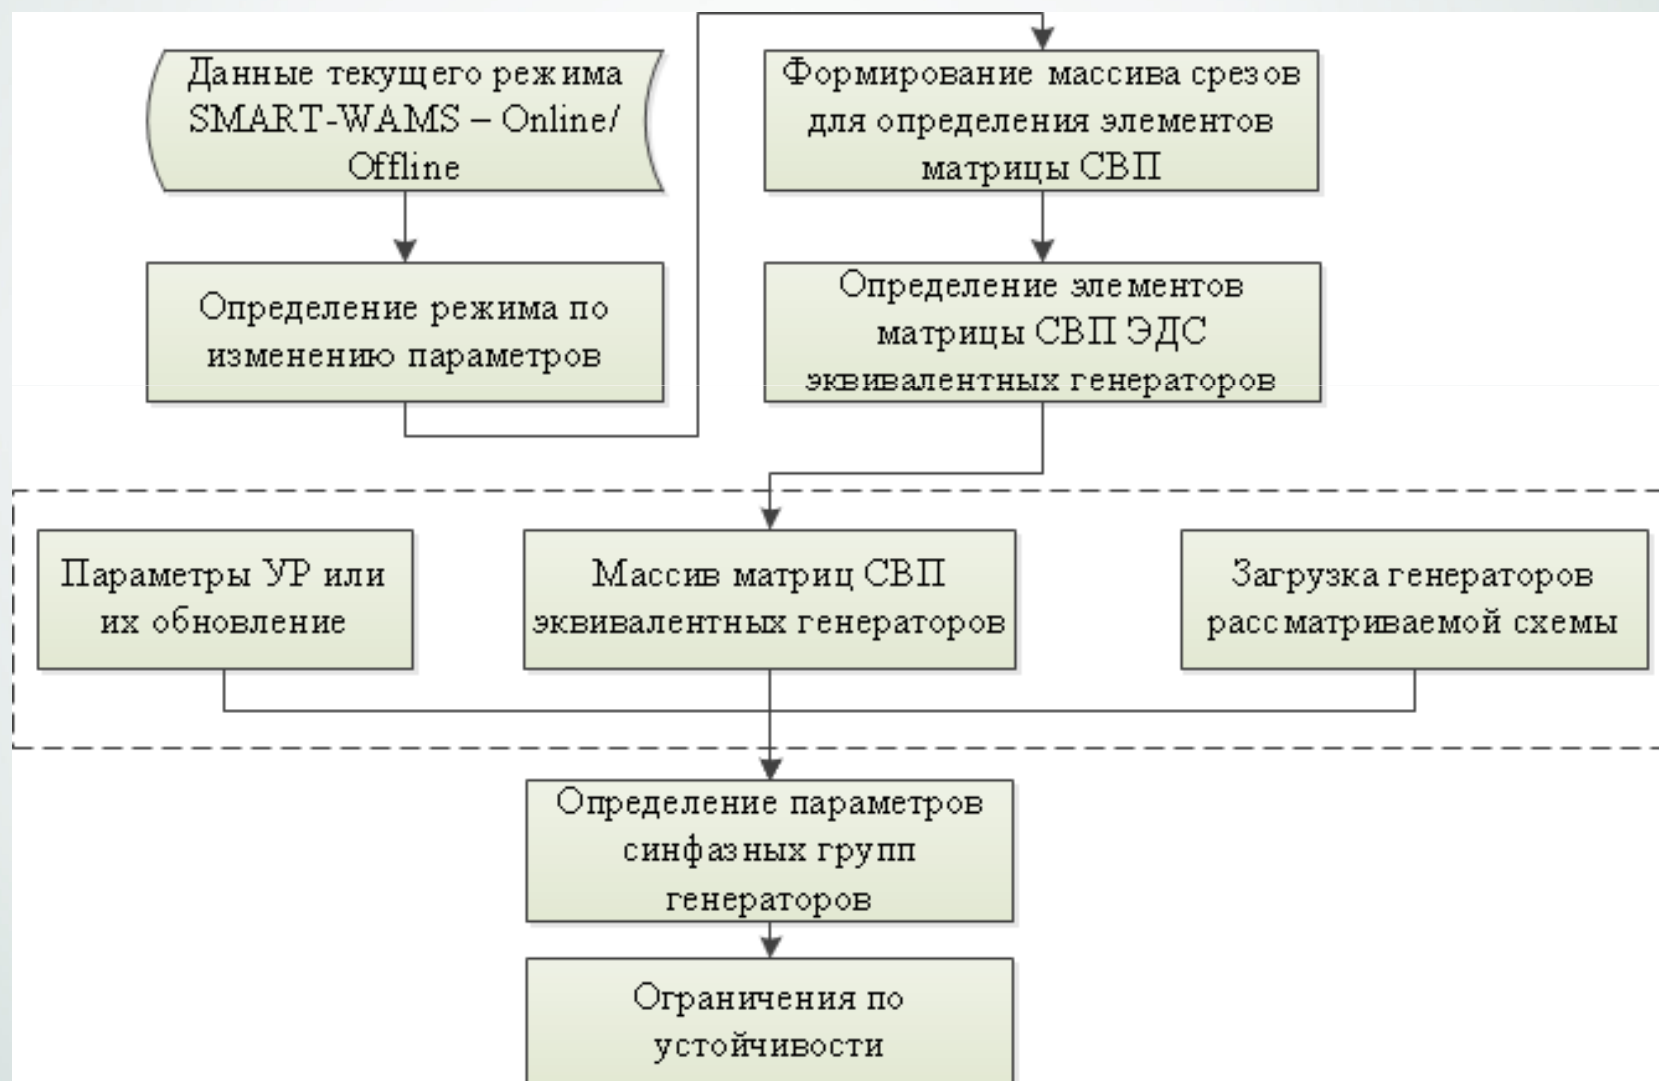 Данные текущего режима
SMART-WAMS – Online/
Offline
Определение режима по
изменению параметров
Формирование массива срезов
для определения элементов
матрицы СВП
Определение элементов
матрицы СВП ЭДС
эквивалентных генераторов
Параметры УР или
их обновление
Массив матриц СВП
эквивалентных генераторов
Загрузка генераторов
рассматриваемой схемы
Определение параметров
синфазных групп
генераторов
Ограничения по
устойчивости